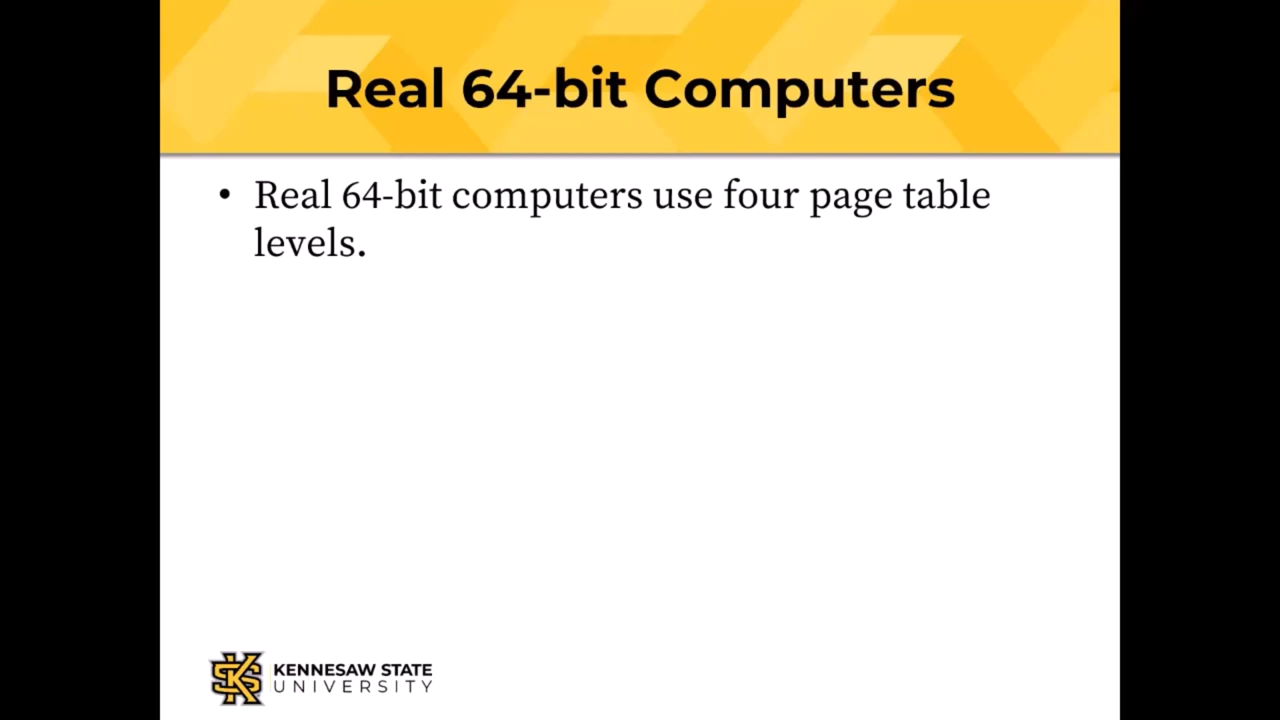 Real 64-bit Computers
• Real 64-bit computers use four page table
levels.
KENNESAW STATE
UNIVERSITY